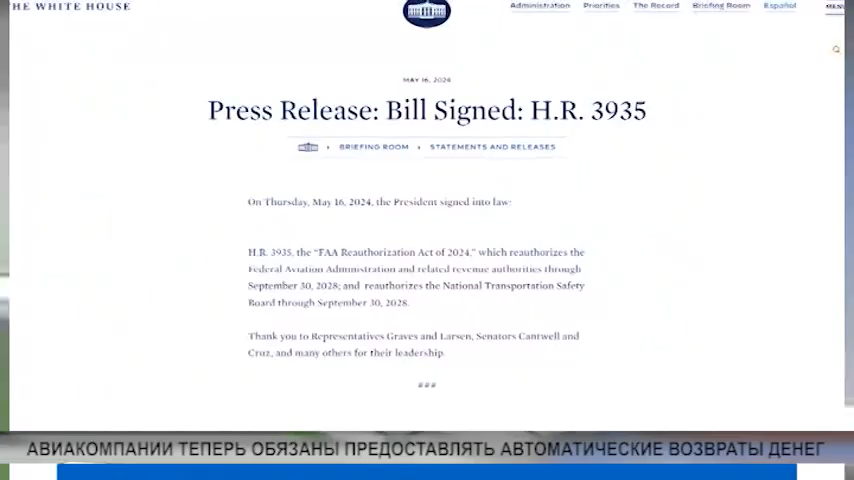 HE WHITE HOUSE
Administration Priorities The Record Briefing Room Español MENU
MAY 16, 2024
Press Release: Bill Signed: H.R. 3935
BRIEFING ROOM STATEMENTS AND RELEASES
On Thursday, May 16, 2024, the President signed into law:
H.R. 3935, the “FAA Reauthorization Act of 2024,” which reauthorizes the
Federal Aviation Administration and related revenue authorities through
September 30, 2028; and reauthorizes the National Transportation Safety
Board through September 30, 2028.
Thank you to Representatives Graves and Larsen, Senators Cantwell and
Cruz, and many others for their leadership.
###
АВИАКОМПАНИИ ТЕПЕРЬ ОБЯЗАНЫ ПРЕДОСТАВЛЯТЬ АВТОМАТИЧЕСКИЕ ВОЗВРАТЫ ДЕНЕГ